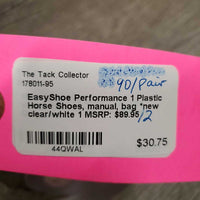 90/Pair
The Tack Collector
178011-95
EasyShoe Performance 1 Plastic
Horse Shoes, manual, bag *new
clear/white 1 MSRP: $89.95/2
$30.75
44QWAL